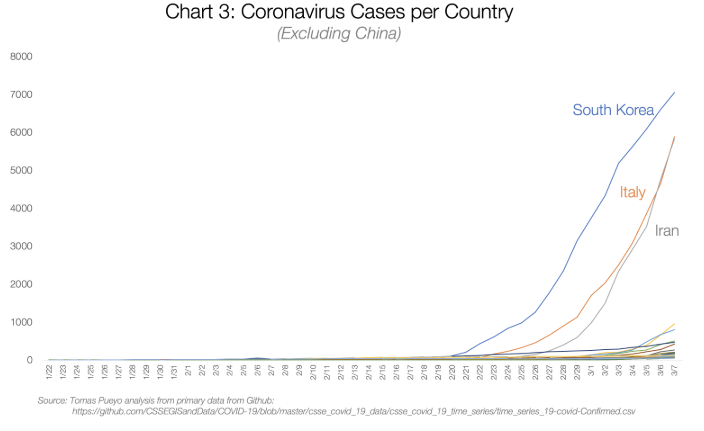 Chart 3: Coronavirus Cases per Country
(Excluding China)
8000
7000
6000
5000
4000
3000
2000
1000
0
South Korea
Italy
Iran
1/22 1/23 1/24 1/25 1/26 1/27 1/28 1/29 1/30 1/31 2/1 2/2 2/3 2/4 2/5 2/6 2/7 2/8 2/9 2/10 2/11 2/12 2/13 2/14 2/15 2/16 2/17 2/18 2/19 2/20 2/21 2/22 2/23 2/24 2/25 2/26 2/27 2/28 2/29 3/1 3/2 3/3 3/4 3/5 3/6 3/7
Source: Tomas Pueyo analysis from primary data from Github:
https://github.com/CSSEGISandData/COVID-19/blob/master/csse_covid_19_data/csse_covid_19_time_series/time_series_19-covid-Confirmed.csv